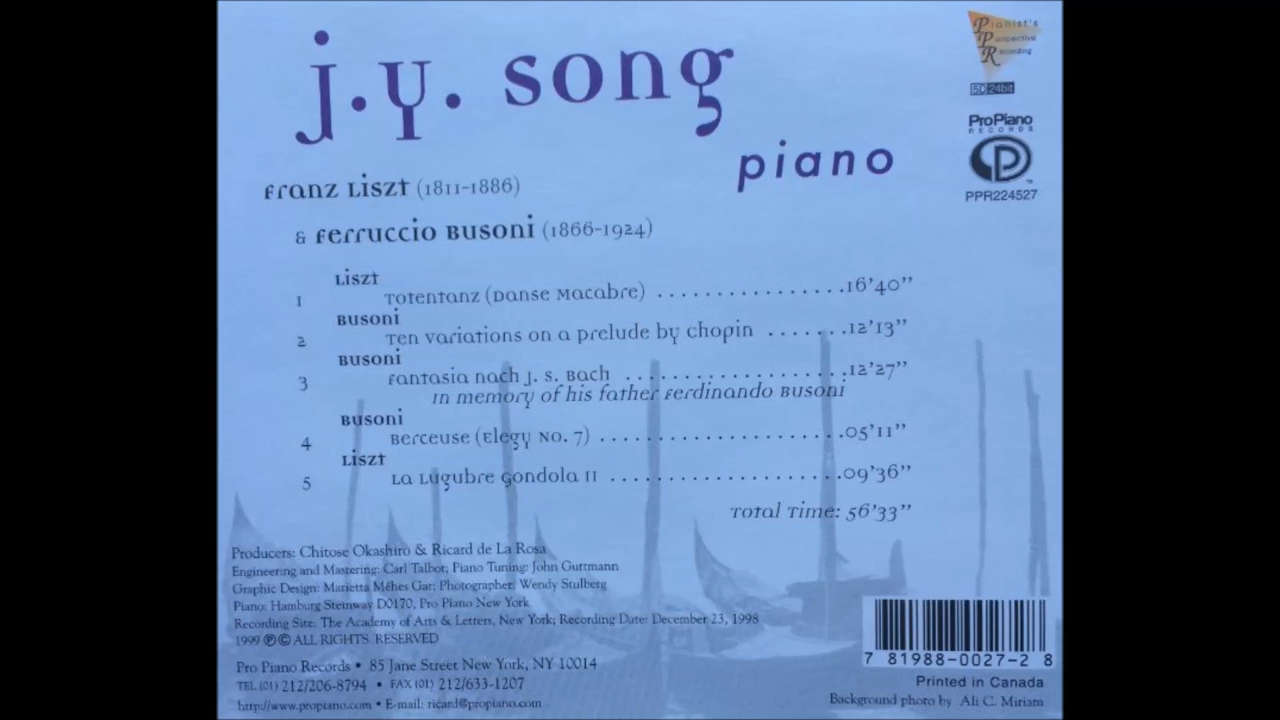 j.y. song
piano
Pianist's
Perspective
Recording
24bit
ProPiano
RECORDS
PPR224527
Franz Liszt (1811-1886)
& Ferruccio Busoni (1866-1924)
Liszt
1 Totentanz (Danse Macabre) ................16'40"
Busoni
2 Ten Variations on a prelude by chopin .......12'13"
Busoni
3 Fantasia nach J. S. Bach ...................12'27"
In memory of his father Ferdinando Busoni
Busoni
4 Berceuse (Elegy No. 7) .....................05'11"
Liszt
5 La Lugubre Gondola II ....................09'36"
Total Time: 56'33"
Producers: Chitose Okashiro & Ricard de La Rosa
Engineering and Mastering: Carl Talbot; Piano Tuning: John Guttmann
Graphic Design: Marietta Méhes Gat; Photographer: Wendy Stulberg
Piano: Hamburg Steinway D0170, Pro Piano New York
Recording Site: The Academy of Arts & Letters, New York; Recording Date: December 23, 1998
1999 ℗© ALL RIGHTS RESERVED
Pro Piano Records • 85 Jane Street New York, NY 10014
TEL (01) 212/206-8794 • FAX (01) 212/633-1207
http://www.propiano.com • E-mail: ricard@propiano.com
7 81988-0027-2 8
Printed in Canada
Background photo by Ali C. Miriam